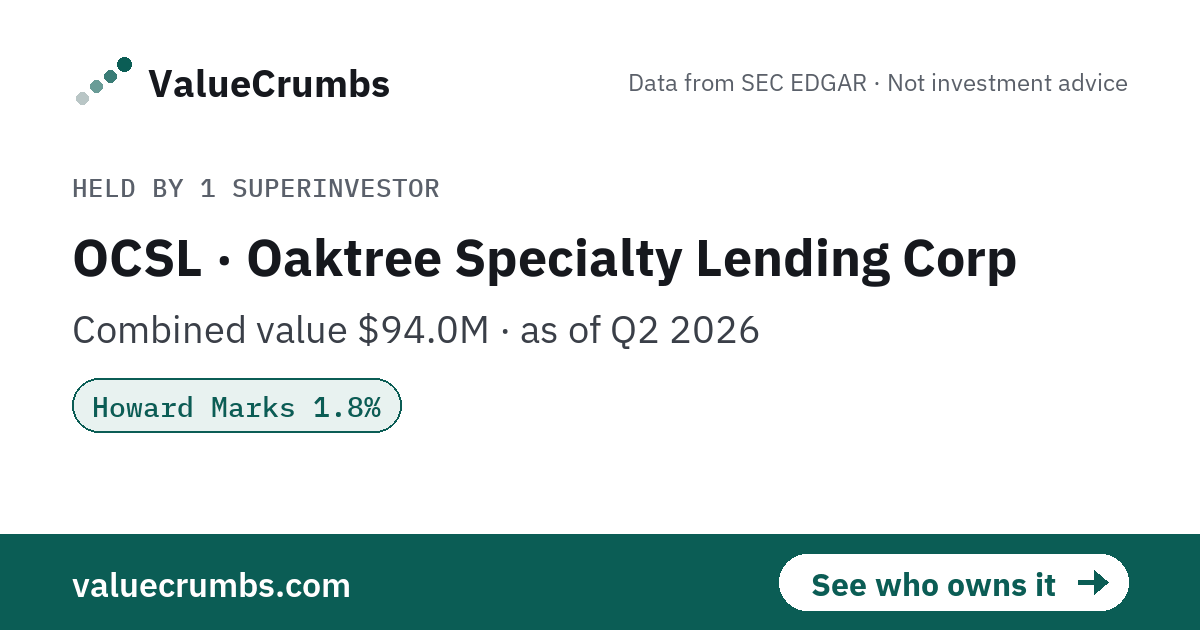 ValueCrumbs
Data from SEC EDGAR · Not investment advice
HELD BY 1 SUPERINVESTOR
OCSL · Oaktree Specialty Lending Corp
Combined value $94.0M · as of Q2 2026
Howard Marks 1.8%
valuecrumbs.com
See who owns it